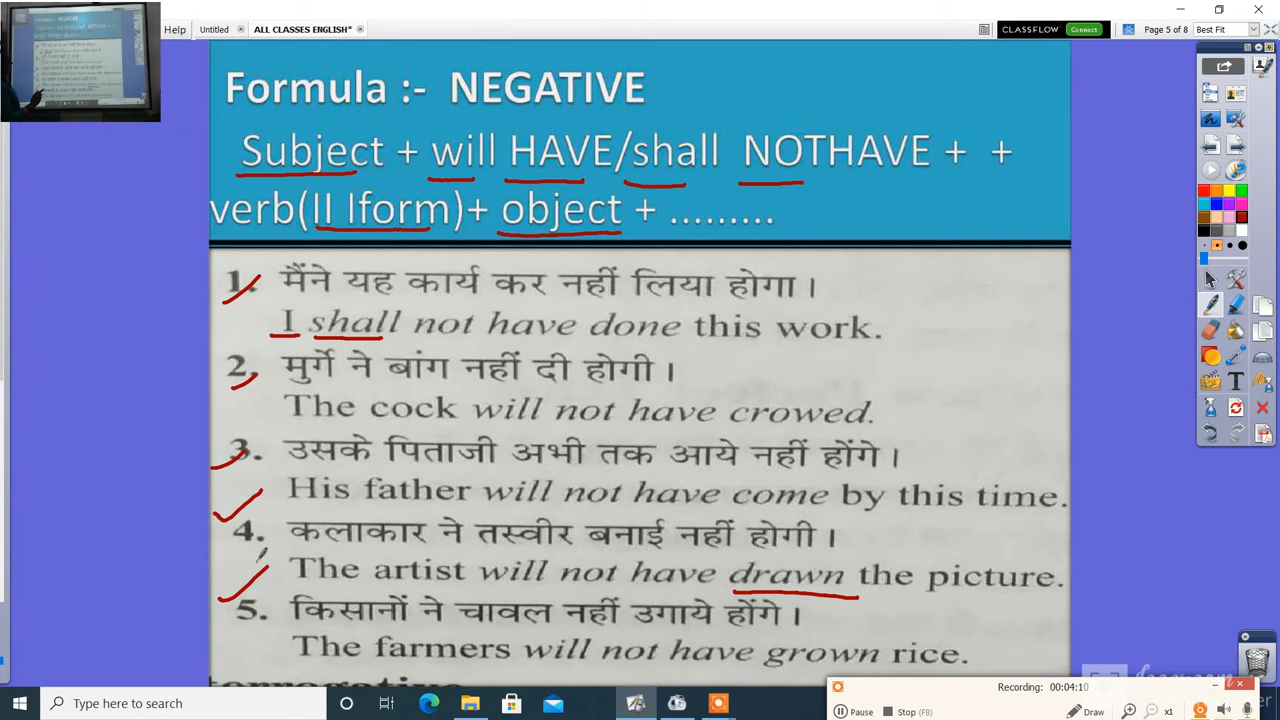 Help
Untitled
ALL CLASSES ENGLISH*
CLASSFLOW
Connect
Page 5 of 8
Best Fit
Formula :- NEGATIVE
Subject + will HAVE/shall NOTHAVE + +
verb(II Iform)+ object + .........
1. मैंने यह कार्य कर नहीं लिया होगा।
I shall not have done this work.
2. मुर्गे ने बांग नहीं दी होगी।
The cock will not have crowed.
3. उसके पिताजी अभी तक आये नहीं होंगे।
His father will not have come by this time.
4. कलाकार ने तस्वीर बनाई नहीं होगी।
The artist will not have drawn the picture.
5. किसानों ने चावल नहीं उगाये होंगे।
The farmers will not have grown rice.
Recording: 00:04:10
Pause
Stop (F8)
Draw
x1
Type here to search